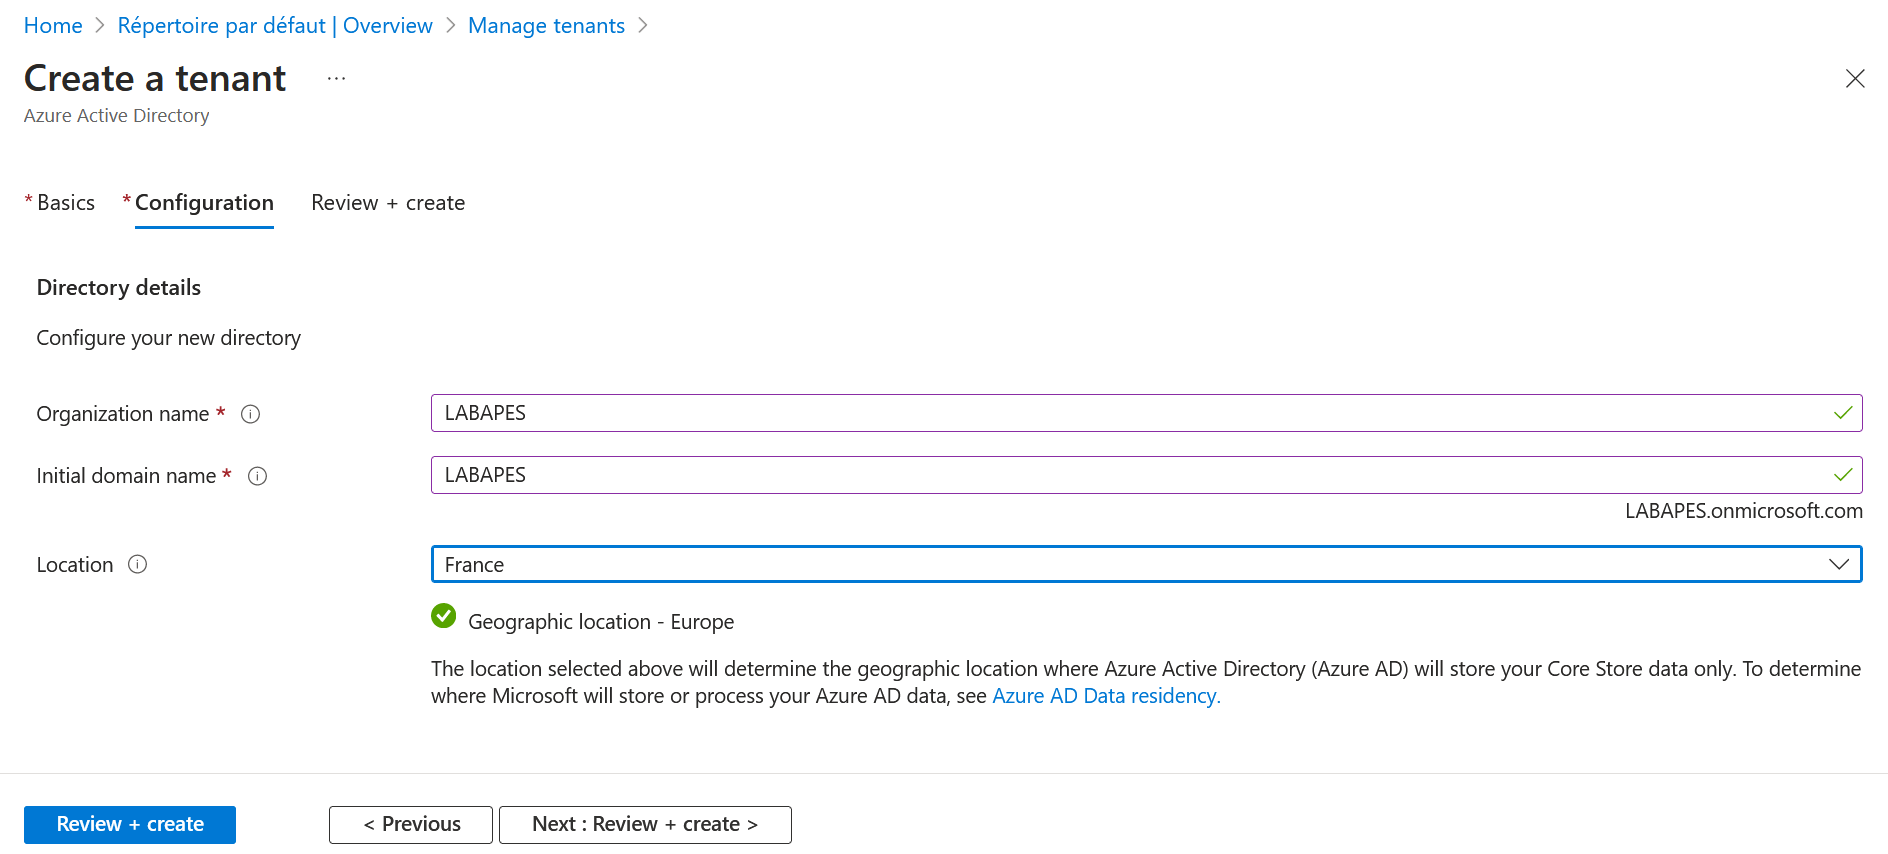 Home > Répertoire par défaut | Overview > Manage tenants >
Create a tenant ...
Azure Active Directory
* Basics * Configuration Review + create
Directory details
Configure your new directory
Organization name * LABAPES
Initial domain name * LABAPES
LABAPES.onmicrosoft.com
Location France
Geographic location - Europe
The location selected above will determine the geographic location where Azure Active Directory (Azure AD) will store your Core Store data only. To determine
where Microsoft will store or process your Azure AD data, see Azure AD Data residency.
Review + create < Previous Next : Review + create >